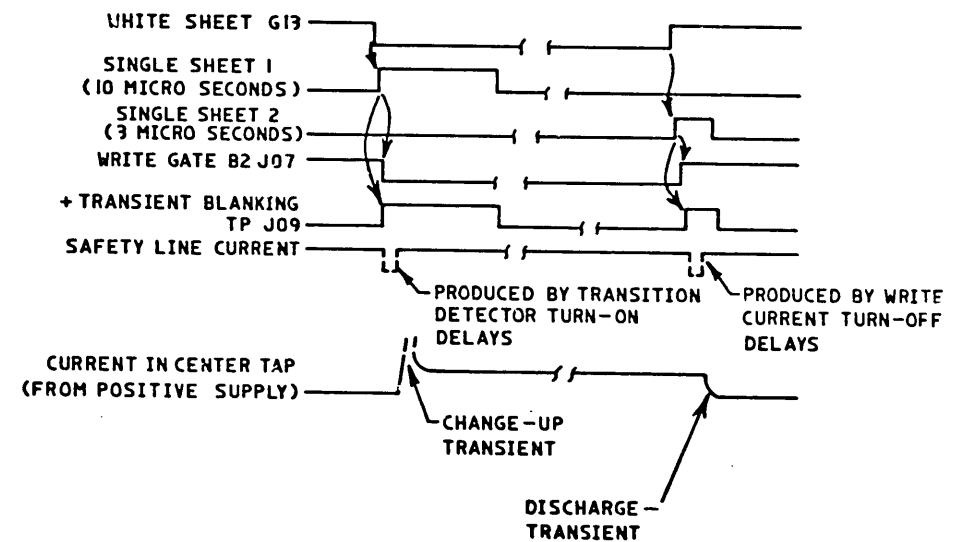 WHITE SHEET G13
SINGLE SHEET 1
(10 MICRO SECONDS)
SINGLE SHEET 2
(3 MICRO SECONDS)
WRITE GATE B2 J07
+ TRANSIENT BLANKING
TP J09
SAFETY LINE CURRENT
PRODUCED BY TRANSITION
DETECTOR TURN-ON
DELAYS
PRODUCED BY WRITE
CURRENT TURN-OFF
DELAYS
CURRENT IN CENTER TAP
(FROM POSITIVE SUPPLY)
CHANGE-UP
TRANSIENT
DISCHARGE-
TRANSIENT